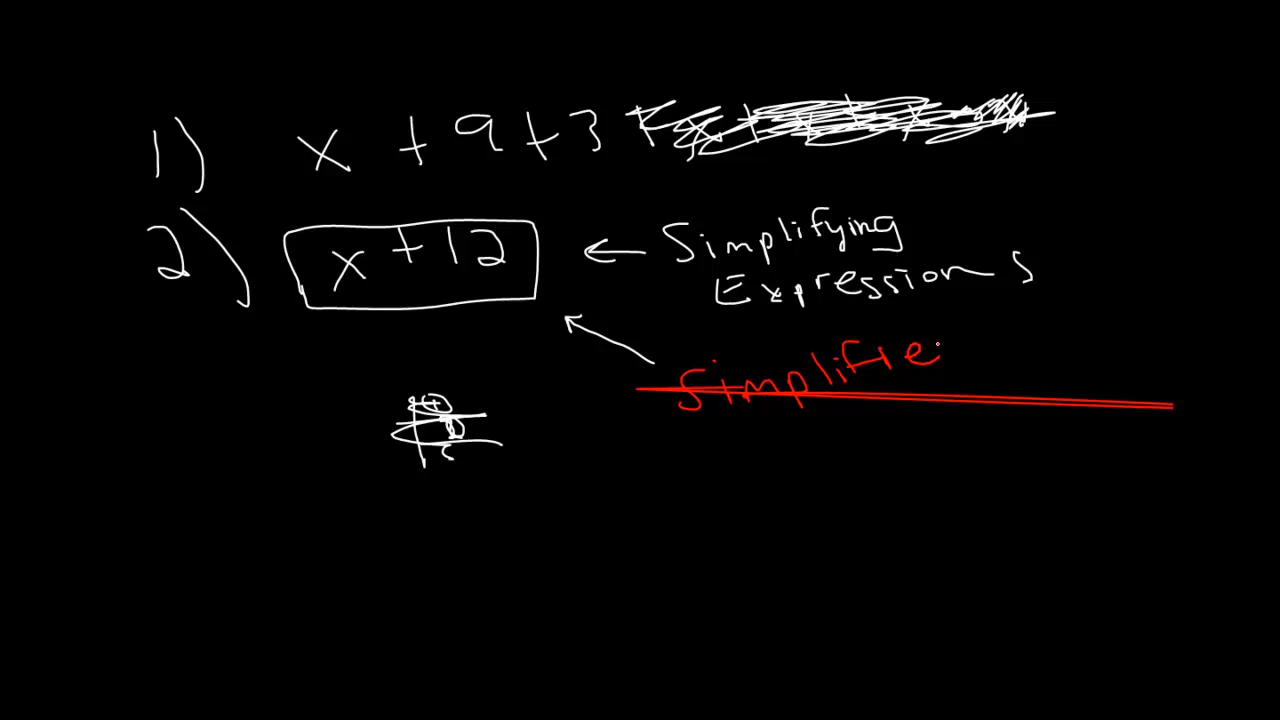 1) x + 9 + 3
2) x + 12 ← Simplifying
Expressions
Simplifie